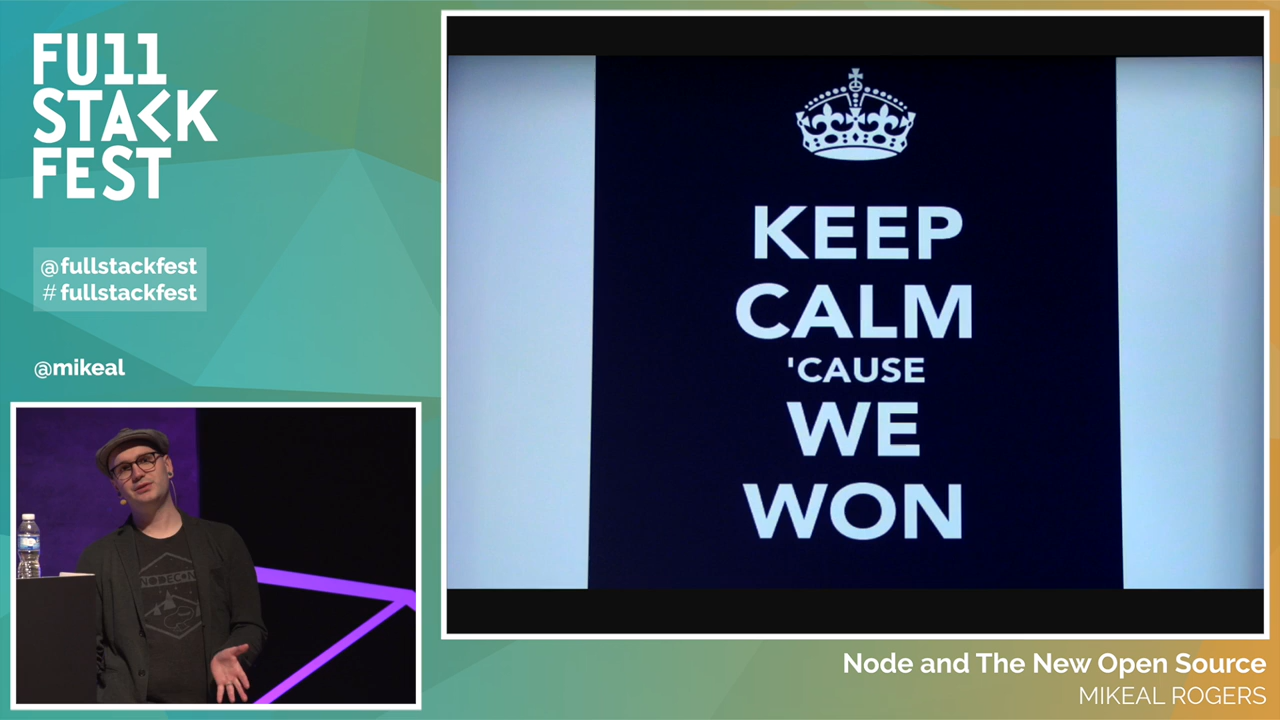 FU11
STACK
FEST
@fullstackfest
# fullstackfest
@mikeal
NODECON
KEEP
CALM
'CAUSE
WE
WON
Node and The New Open Source
MIKEAL ROGERS